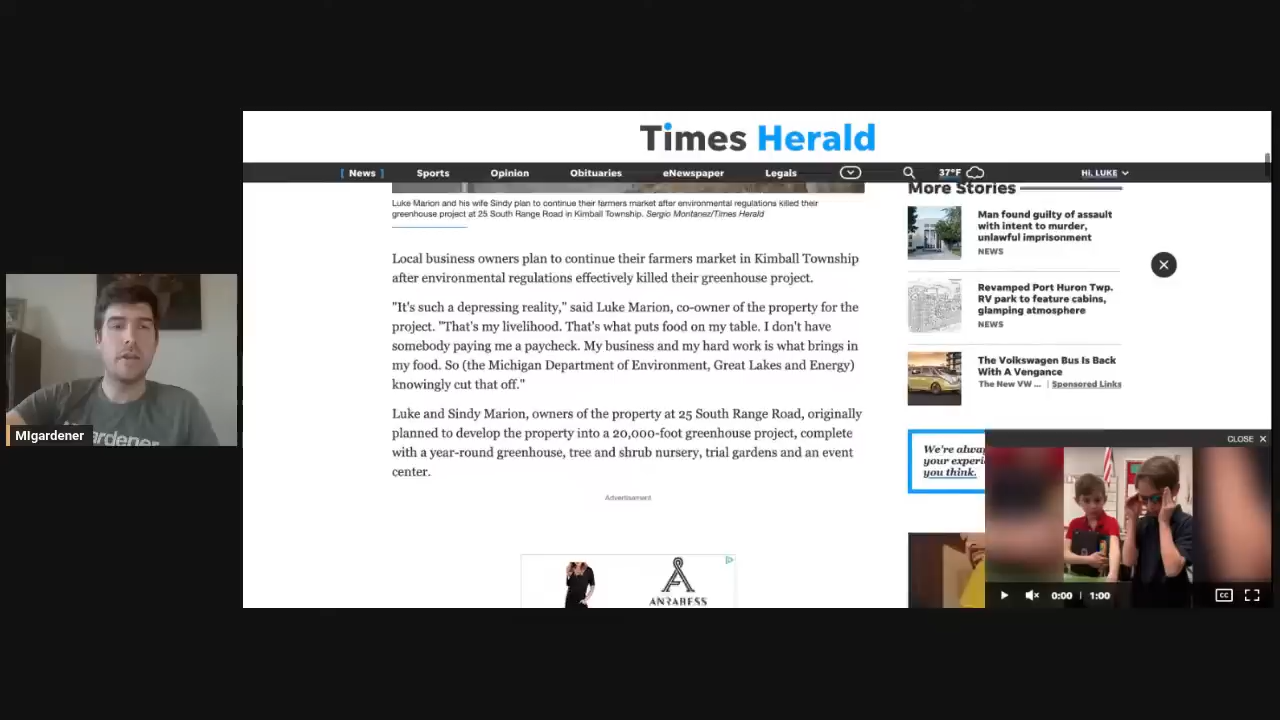 Times Herald
[ News ] Sports Opinion Obituaries eNewspaper Legals 37°F Hi, LUKE
Luke Marion and his wife Sindy plan to continue their farmers market after environmental regulations killed their
greenhouse project at 25 South Range Road in Kimball Township. Sergio Montanez/Times Herald
Local business owners plan to continue their farmers market in Kimball Township
after environmental regulations effectively killed their greenhouse project.
"It's such a depressing reality," said Luke Marion, co-owner of the property for the
project. "That's my livelihood. That's what puts food on my table. I don't have
somebody paying me a paycheck. My business and my hard work is what brings in
my food. So (the Michigan Department of Environment, Great Lakes and Energy)
knowingly cut that off."
Luke and Sindy Marion, owners of the property at 25 South Range Road, originally
planned to develop the property into a 20,000-foot greenhouse project, complete
with a year-round greenhouse, tree and shrub nursery, trial gardens and an event
center.
Advertisement
ANRABESS
More Stories
Man found guilty of assault
with intent to murder,
unlawful imprisonment
NEWS
Revamped Port Huron Twp.
RV park to feature cabins,
glamping atmosphere
NEWS
The Volkswagen Bus Is Back
With A Vengance
The New VW ... | Sponsored Links
We're alway
your experi
you think.
CLOSE
0:00 | 1:00
CC
ardener
MIgardener